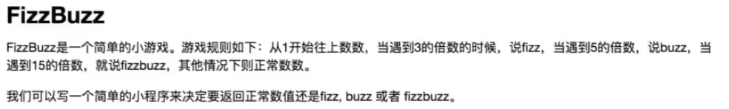 FizzBuzz
FizzBuzz是一个简单的小游戏。游戏规则如下：从1开始往上数数，当遇到3的倍数的时候，说fizz，当遇到5的倍数，说buzz，当
遇到15的倍数，就说fizzbuzz，其他情况下则正常数数。
我们可以写一个简单的小程序来决定要返回正常数值还是fizz, buzz 或者 fizzbuzz。